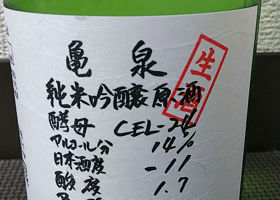 亀泉
純米吟醸原酒
生酒
酵母 CEL-24
アルコール分 14%
日本酒度 -11
酸度 1.7